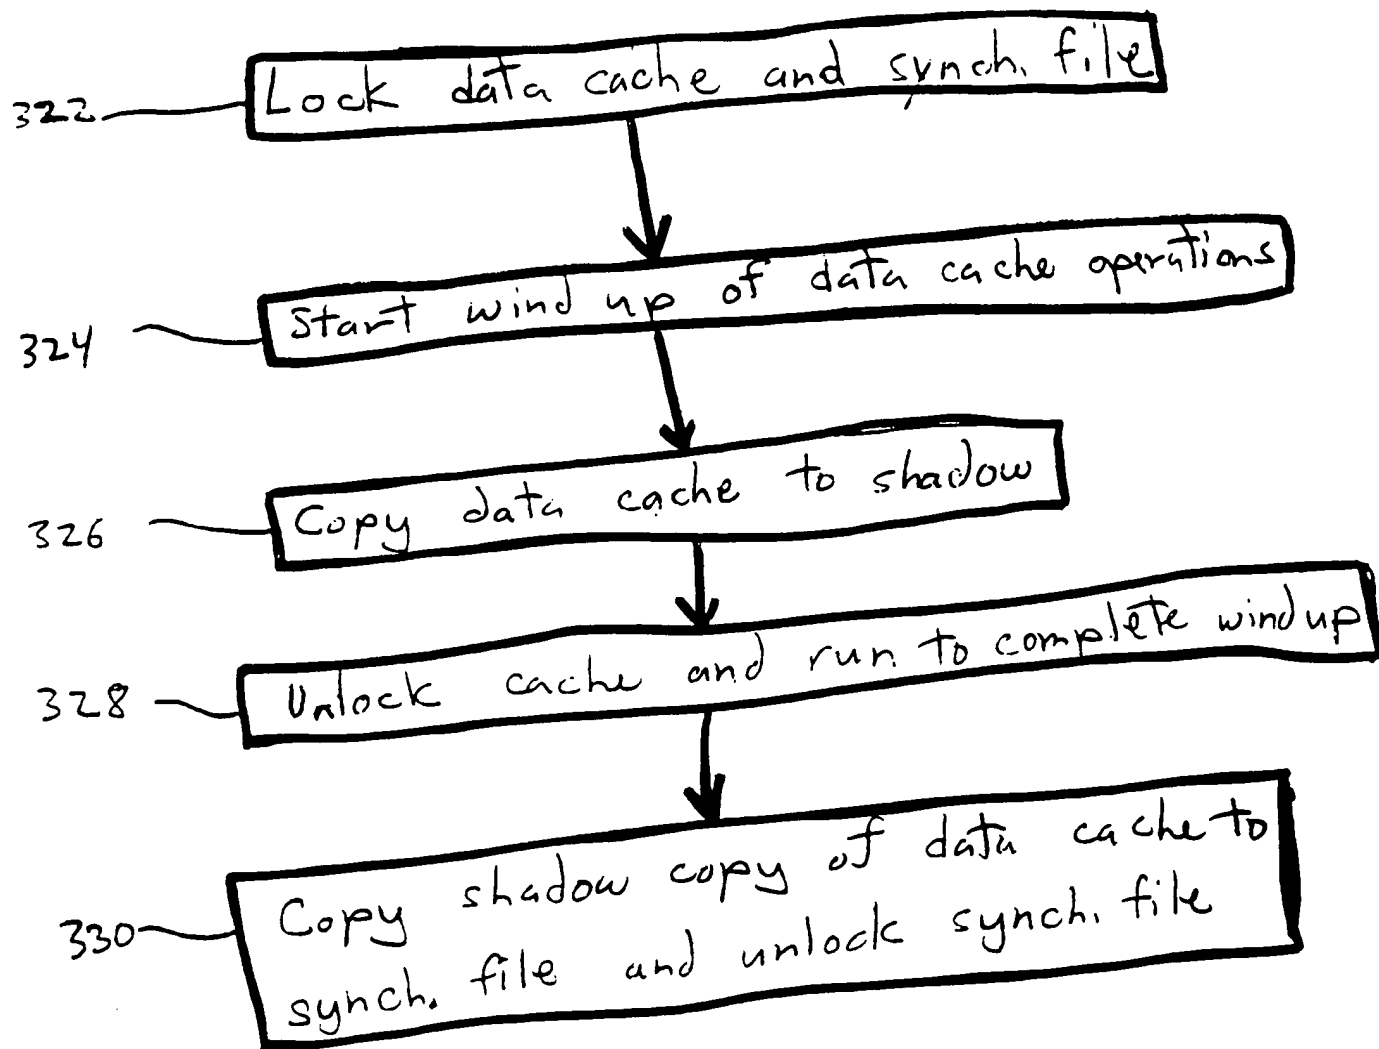 322 Lock data cache and synch. file
324 Start wind up of data cache operations
326 Copy data cache to shadow
328 Unlock cache and run to complete windup
Copy shadow copy of data cache to
330 synch. file and unlock synch. file